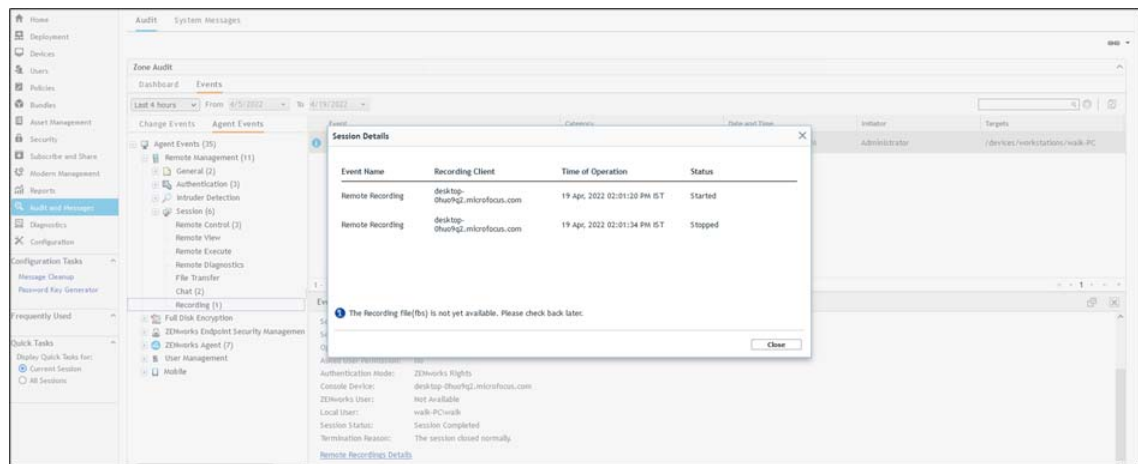 Home
Deployment
Devices
Users
Policies
Bundles
Asset Management
Security
Subscribe and Share
Modern Management
Reports
Audit and Messages
Diagnostics
Configuration
Configuration Tasks
Message Cleanup
Password Key Generator
Frequently Used
Quick Tasks
Display Quick Tasks for:
Current Session
All Sessions
Audit System Messages
Zone Audit
Dashboard Events
Last 4 hours From 4/5/2022 To 4/19/2022
Change Events Agent Events
Agent Events (35)
Remote Management (11)
General (2)
Authentication (3)
Intruder Detection
Session (6)
Remote Control (3)
Remote View
Remote Execute
Remote Diagnostics
File Transfer
Chat (2)
Recording (1)
Full Disk Encryption
ZENworks Endpoint Security Managemen
ZENworks Agent (7)
User Management
Mobile
Event Category Date and Time Initiator Targets
Administrator /devices/workstations/walk-PC
Session Details
Event Name Recording Client Time of Operation Status
Remote Recording desktop-0huo9q2.microfocus.com 19 Apr, 2022 02:01:20 PM IST Started
Remote Recording desktop-0huo9q2.microfocus.com 19 Apr, 2022 02:01:34 PM IST Stopped
The Recording file(fbs) is not yet available. Please check back later.
Close
1
Authentication Mode: ZENworks Rights
Console Device: desktop-0huo9q2.microfocus.com
ZENworks User: Not Available
Local User: walk-PC\walk
Session Status: Session Completed
Termination Reason: The session closed normally.
Remote Recordings Details